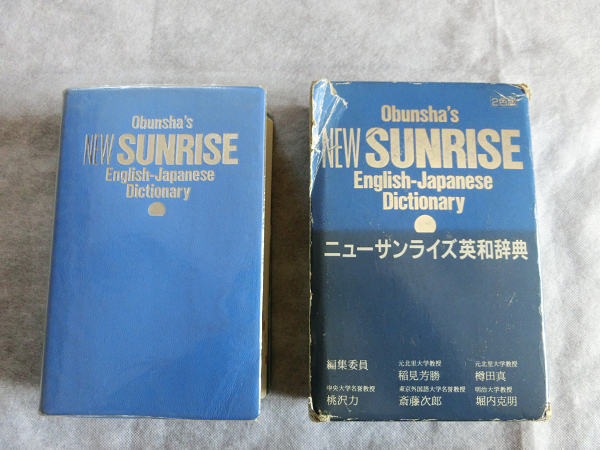 Obunsha's
NEW SUNRISE
English-Japanese
Dictionary
2色刷
Obunsha's
NEW SUNRISE
English-Japanese
Dictionary
ニューサンライズ英和辞典
編集委員
元北里大学教授
稲見芳勝
元北里大学教授
樽田真
中央大学名誉教授
桃沢力
東京外国語大学名誉教授
斎藤次郎
明治大学教授
堀内克明